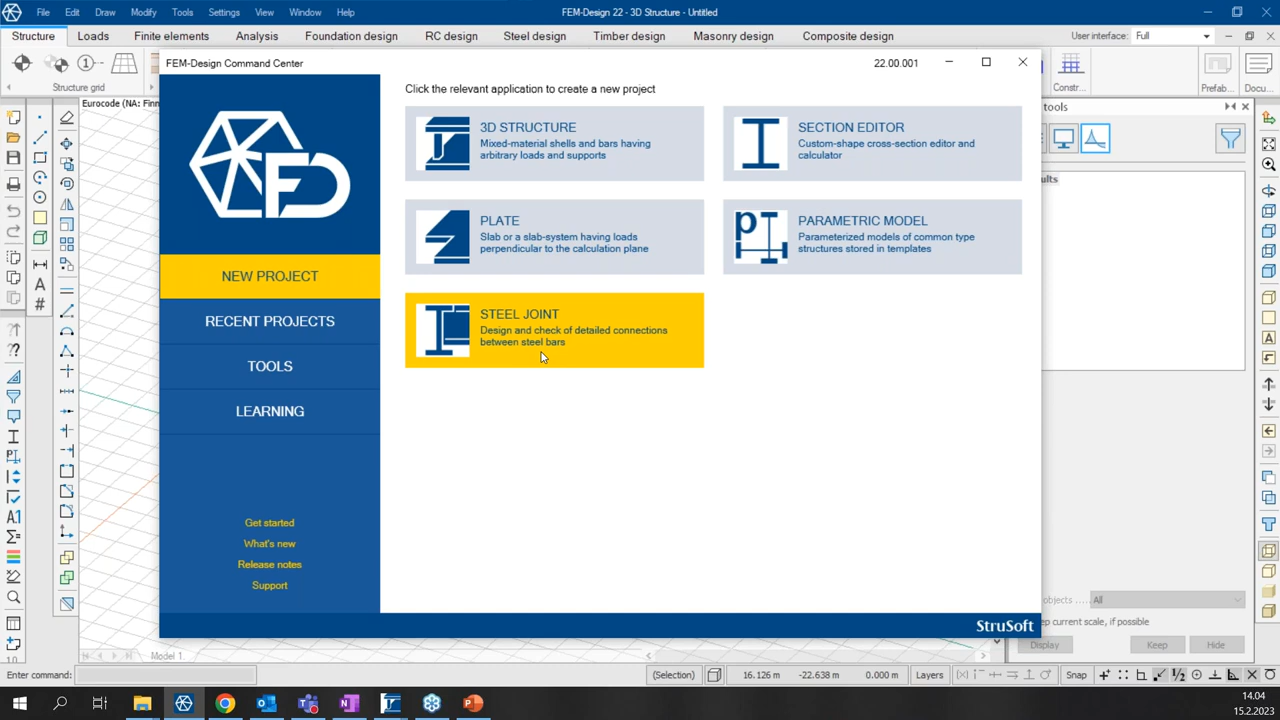 File Edit Draw Modify Tools Settings View Window Help
FEM-Design 22 - 3D Structure - Untitled
Structure Loads Finite elements Analysis Foundation design RC design Steel design Timber design Masonry design Composite design
User interface: Full
FEM-Design Command Center
22.00.001
Structure grid
Constr...
Prefab...
Docu...
Eurocode (NA: Finn
tools
ults
Click the relevant application to create a new project
3D STRUCTURE
Mixed-material shells and bars having
arbitrary loads and supports
SECTION EDITOR
Custom-shape cross-section editor and
calculator
PLATE
Slab or a slab-system having loads
perpendicular to the calculation plane
PARAMETRIC MODEL
Parameterized models of common type
structures stored in templates
STEEL JOINT
Design and check of detailed connections
between steel bars
FD
NEW PROJECT
RECENT PROJECTS
TOOLS
LEARNING
Get started
What's new
Release notes
Support
StruSoft
objects
All
eep current scale, if possible
Display Keep Hide
Model 1
Enter command:
(Selection)
16.126 m -22.638 m 0.000 m
Layers
Snap
14.04
15.2.2023